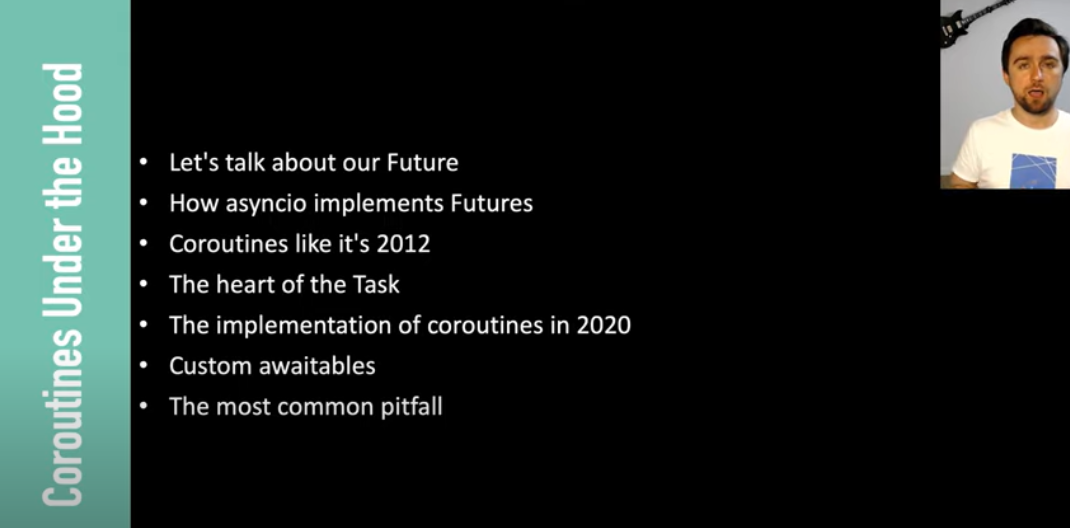 Coroutines Under the Hood
• Let's talk about our Future
• How asyncio implements Futures
• Coroutines like it's 2012
• The heart of the Task
• The implementation of coroutines in 2020
• Custom awaitables
• The most common pitfall